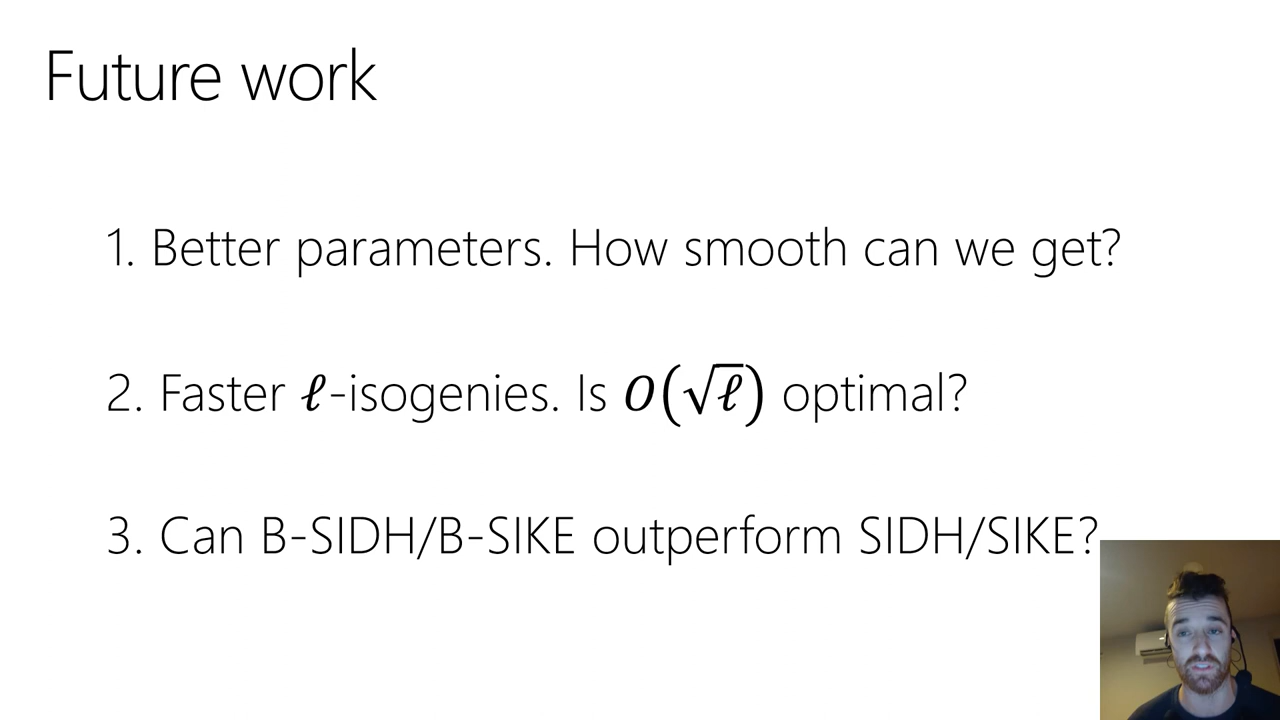 Future work
1. Better parameters. How smooth can we get?
2. Faster ℓ-isogenies. Is O(√ℓ) optimal?
3. Can B-SIDH/B-SIKE outperform SIDH/SIKE?